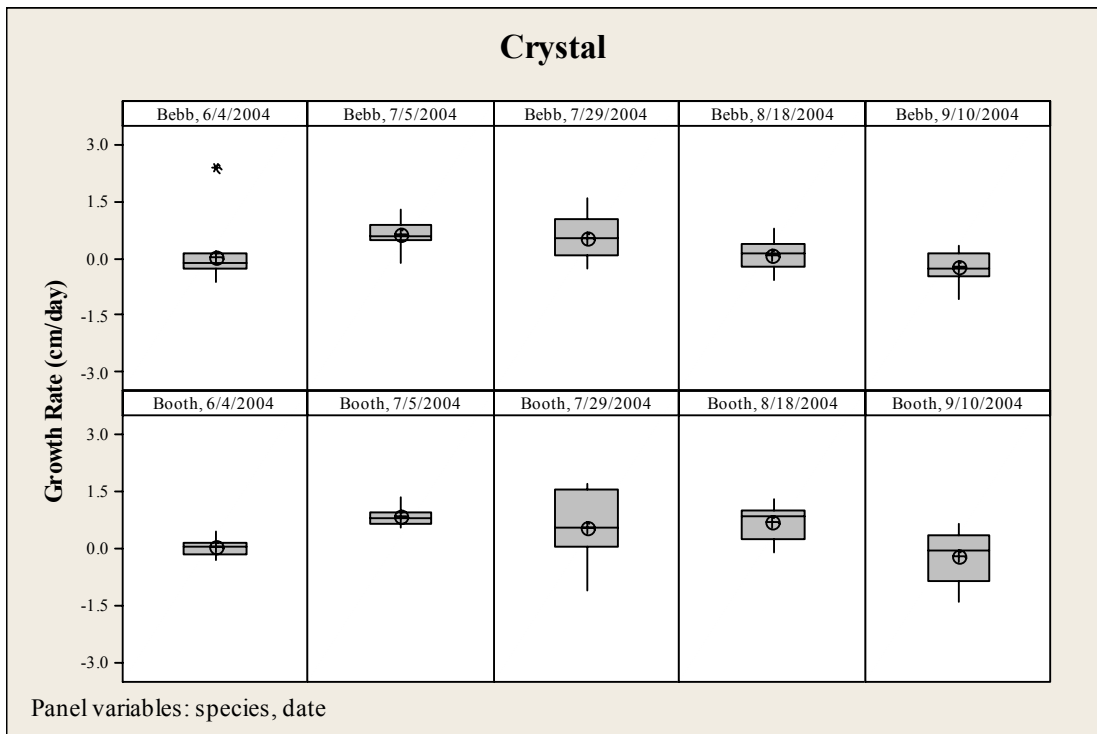 Crystal
Bebb, 6/4/2004 Bebb, 7/5/2004 Bebb, 7/29/2004 Bebb, 8/18/2004 Bebb, 9/10/2004
3.0
1.5
0.0
-1.5
-3.0
Growth Rate (cm/day)
Booth, 6/4/2004 Booth, 7/5/2004 Booth, 7/29/2004 Booth, 8/18/2004 Booth, 9/10/2004
3.0
1.5
0.0
-1.5
-3.0
Panel variables: species, date